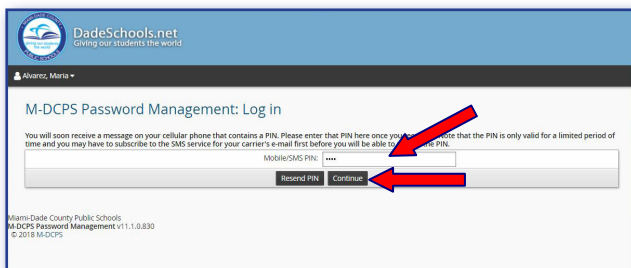 DadeSchools.net
Giving our students the world
Alvarez, Maria
M-DCPS Password Management: Log in
You will soon receive a message on your cellular phone that contains a PIN. Please enter that PIN here once you that the PIN is only valid for a limited period of
time and you may have to subscribe to the SMS service for your carrier's e-mail first before you will be able to PIN.
Mobile/SMS PIN: ••••
Resend PIN Continue
Miami-Dade County Public Schools
M-DCPS Password Management v11.1.0.830
© 2018 M-DCPS